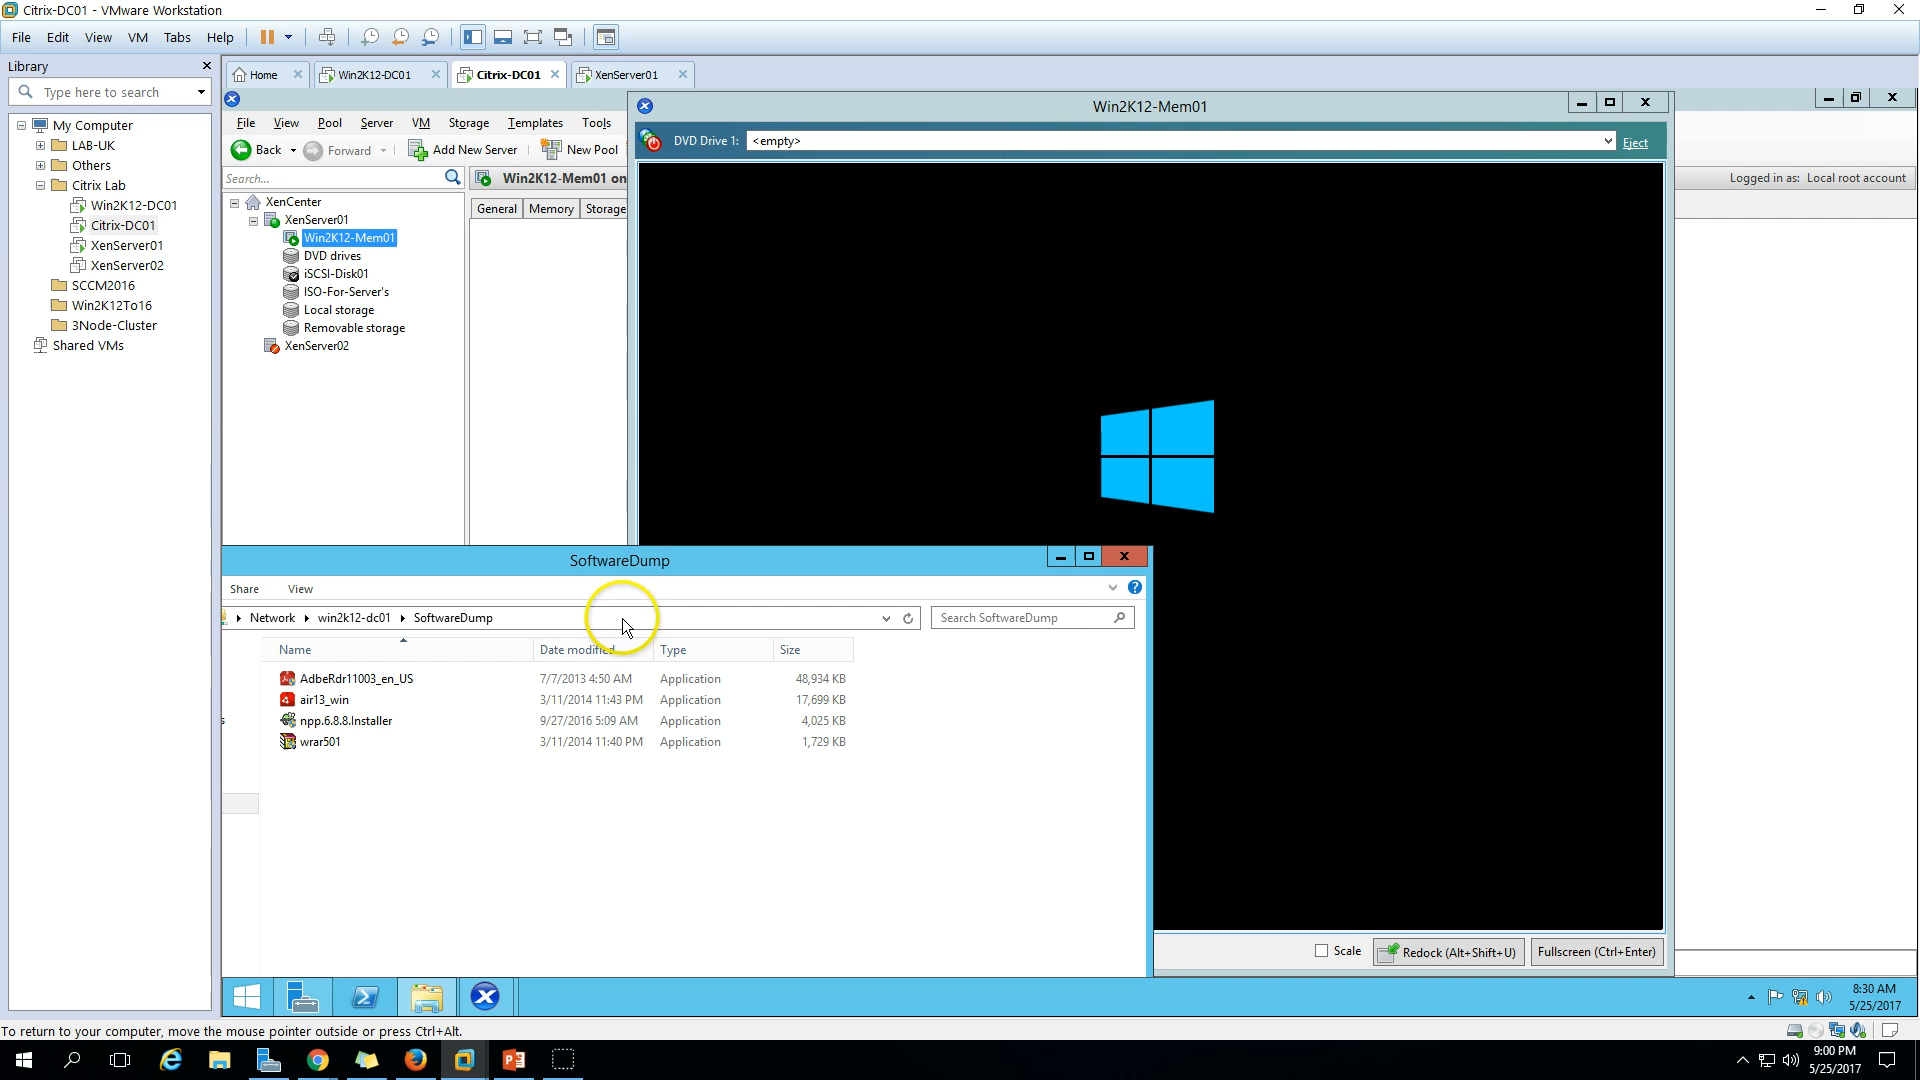 Citrix-DC01 - VMware Workstation
File Edit View VM Tabs Help
Library
Type here to search
My Computer
LAB-UK
Others
Citrix Lab
Win2K12-DC01
Citrix-DC01
XenServer01
XenServer02
SCCM2016
Win2K12To16
3Node-Cluster
Shared VMs
Home Win2K12-DC01 Citrix-DC01 XenServer01
File View Pool Server VM Storage Templates Tools
Back Forward Add New Server New Pool
Search... Win2K12-Mem01 on
Logged in as: Local root account
General Memory Storage
XenCenter
XenServer01
Win2K12-Mem01
DVD drives
iSCSI-Disk01
ISO-For-Server's
Local storage
Removable storage
XenServer02
Win2K12-Mem01
DVD Drive 1: <empty> Eject
Scale Redock (Alt+Shift+U) Fullscreen (Ctrl+Enter)
SoftwareDump
Share View
Network win2k12-dc01 SoftwareDump Search SoftwareDump
Name Date modified Type Size
AdbeRdr11003_en_US 7/7/2013 4:50 AM Application 48,934 KB
air13_win 3/11/2014 11:43 PM Application 17,699 KB
npp.6.8.8.Installer 9/27/2016 5:09 AM Application 4,025 KB
wrar501 3/11/2014 11:40 PM Application 1,729 KB
8:30 AM
5/25/2017
To return to your computer, move the mouse pointer outside or press Ctrl+Alt.
9:00 PM
5/25/2017